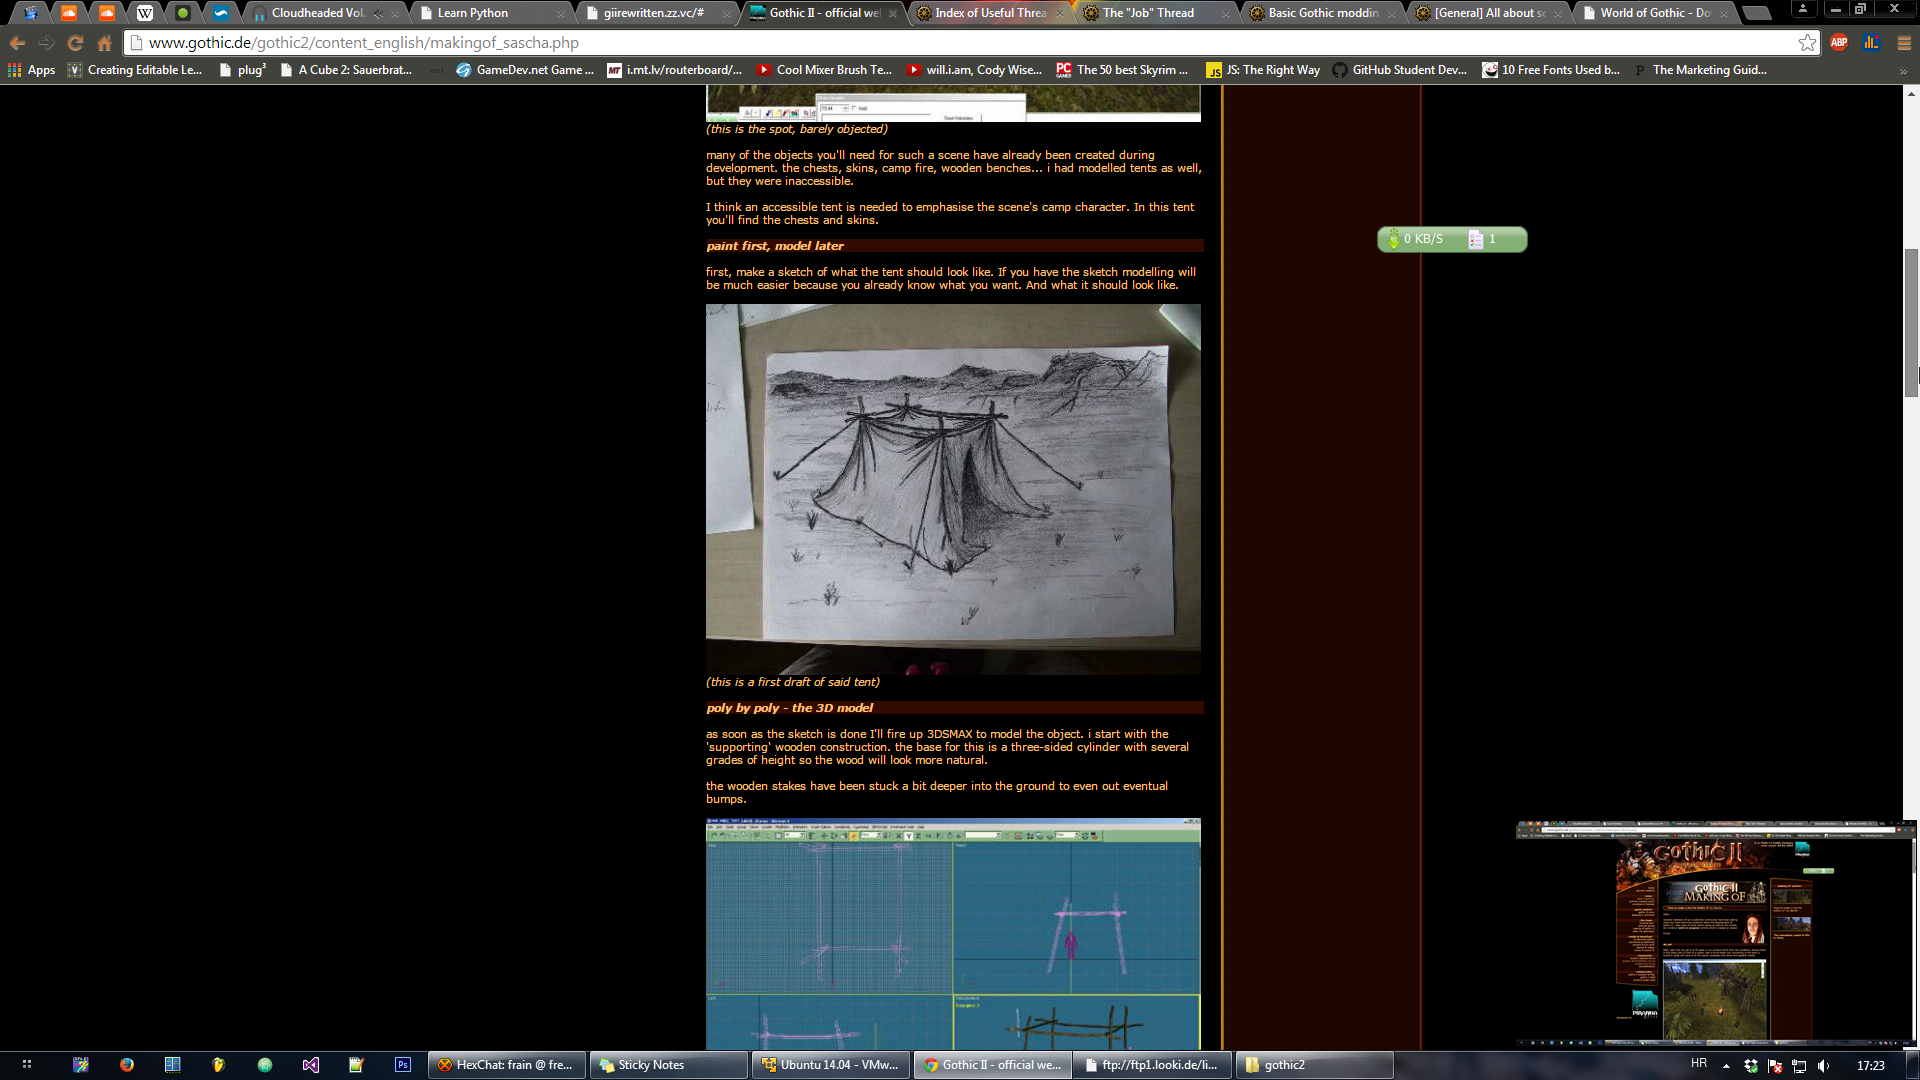 Cloudheaded Vol.
Learn Python
giirewritten.zz.vc/#
Gothic II - official we
Index of Useful Threa
The "Job" Thread
Basic Gothic moddin
[General] All about sc
World of Gothic - Do
www.gothic.de/gothic2/content_english/makingof_sascha.php
ABP
Apps
Creating Editable Le...
plug³
A Cube 2: Sauerbrat...
GameDev.net Game ...
i.mt.lv/routerboard/...
Cool Mixer Brush Te...
will.i.am, Cody Wise...
The 50 best Skyrim ...
JS: The Right Way
GitHub Student Dev...
10 Free Fonts Used b...
The Marketing Guid...
(this is the spot, barely objected)
many of the objects you'll need for such a scene have already been created during
development. the chests, skins, camp fire, wooden benches... i had modelled tents as well,
but they were inaccessible.
I think an accessible tent is needed to emphasise the scene's camp character. In this tent
you'll find the chests and skins.
paint first, model later
first, make a sketch of what the tent should look like. If you have the sketch modelling will
be much easier because you already know what you want. And what it should look like.
0 KB/S 1
(this is a first draft of said tent)
poly by poly - the 3D model
as soon as the sketch is done I'll fire up 3DSMAX to model the object. i start with the
'supporting' wooden construction. the base for this is a three-sided cylinder with several
grades of height so the wood will look more natural.
the wooden stakes have been stuck a bit deeper into the ground to even out eventual
bumps.
Gothic II
Gothic II
MAKING OF
PIRANHA
HexChat: frain @ fre...
Sticky Notes
Ubuntu 14.04 - VMw...
Gothic II - official we...
ftp://ftp1.looki.de/li...
gothic2
HR
17:23